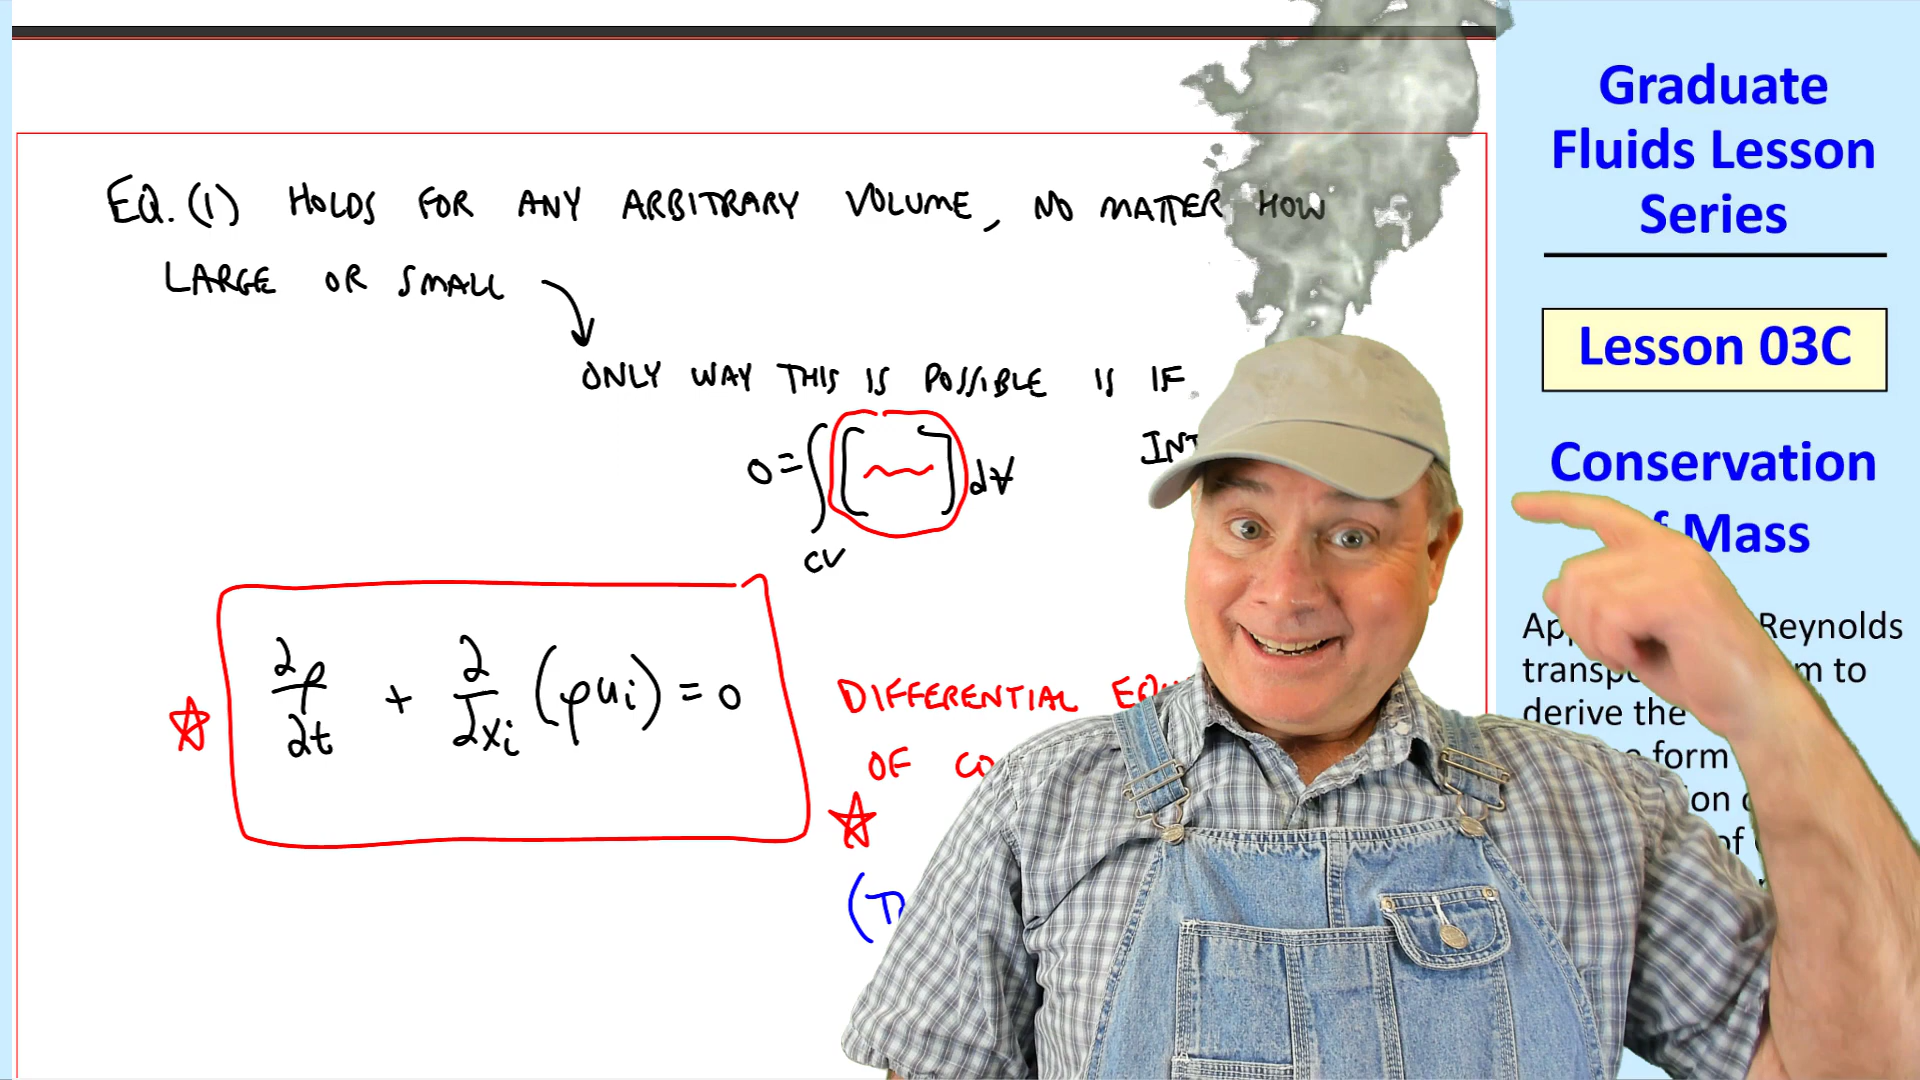 EQ. (1) HOLDS FOR ANY ARBITRARY VOLUME, NO MATTER HOW
LARGE OR SMALL
ONLY WAY THIS IS POSSIBLE IS IF
0 = ∫ [ ~ ] dV̶
CV
∂ρ/∂t + ∂/∂xᵢ (ρuᵢ) = 0
DIFFERENTIAL
OF
Graduate
Fluids Lesson
Series
Lesson 03C
Conservation
Mass
Reynolds
to
derive the
form